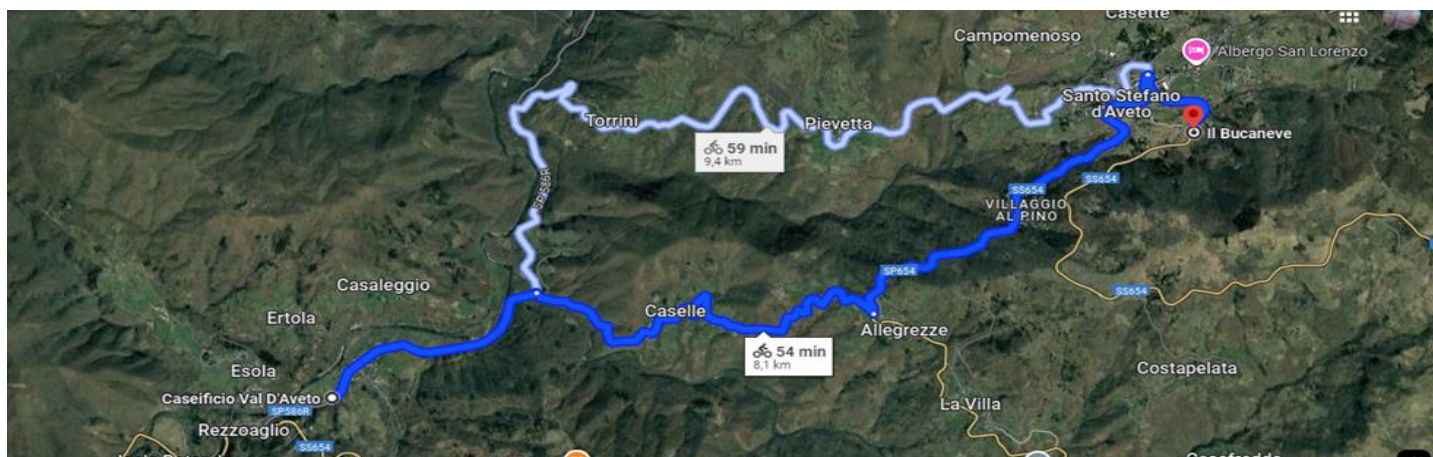 Casette
Campomenoso
Albergo San Lorenzo
Santo Stefano
d'Aveto
Torrini
Pievetta
Il Bucaneve
59 min
9,4 km
SS654
SP586R
SS654
VILLAGGIO
AL PINO
SP654
Casaleggio
SS654
Caselle
Ertola
Allegrezze
54 min
8,1 km
Esola
Costapelata
Caseificio Val D'Aveto
SP586R
La Villa
Rezzoaglio
SS654